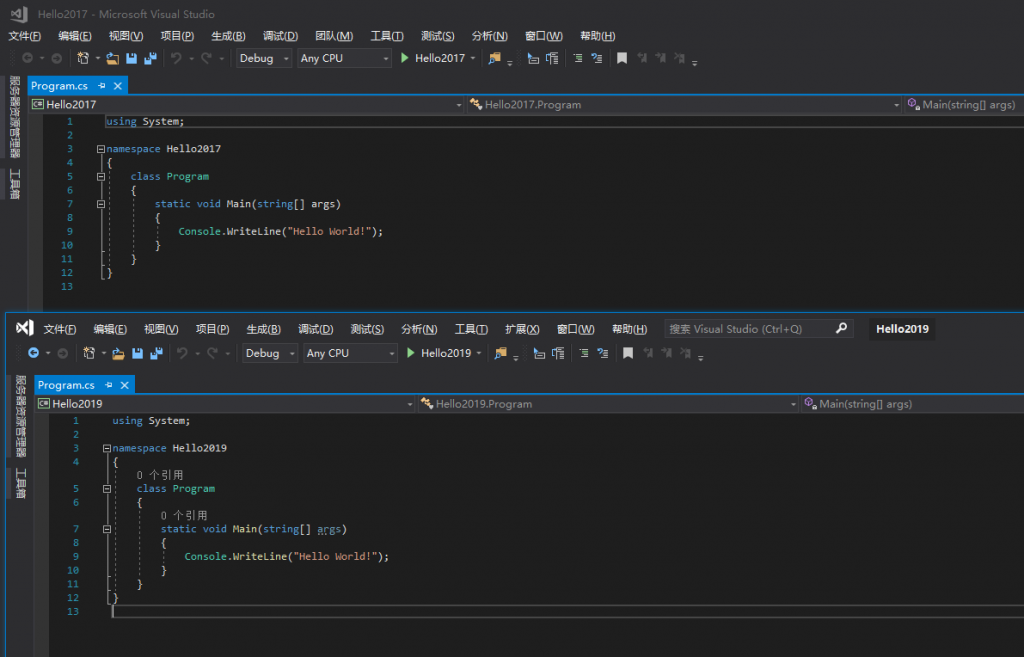 Hello2017 - Microsoft Visual Studio
文件(F) 编辑(E) 视图(V) 项目(P) 生成(B) 调试(D) 团队(M) 工具(T) 测试(S) 分析(N) 窗口(W) 帮助(H)
Debug Any CPU Hello2017
服务器资源管理器
工具箱
Program.cs
Hello2017 Hello2017.Program Main(string[] args)
1 using System;
2
3 namespace Hello2017
4 {
5 class Program
6 {
7 static void Main(string[] args)
8 {
9 Console.WriteLine("Hello World!");
10 }
11 }
12 }
13
文件(F) 编辑(E) 视图(V) 项目(P) 生成(B) 调试(D) 测试(S) 分析(N) 工具(T) 扩展(X) 窗口(W) 帮助(H) 搜索 Visual Studio (Ctrl+Q) Hello2019
Debug Any CPU Hello2019
服务器资源管理器
工具箱
Program.cs
Hello2019 Hello2019.Program Main(string[] args)
1 using System;
2
3 namespace Hello2019
4 {
0 个引用
5 class Program
6 {
0 个引用
7 static void Main(string[] args)
8 {
9 Console.WriteLine("Hello World!");
10 }
11 }
12 }
13